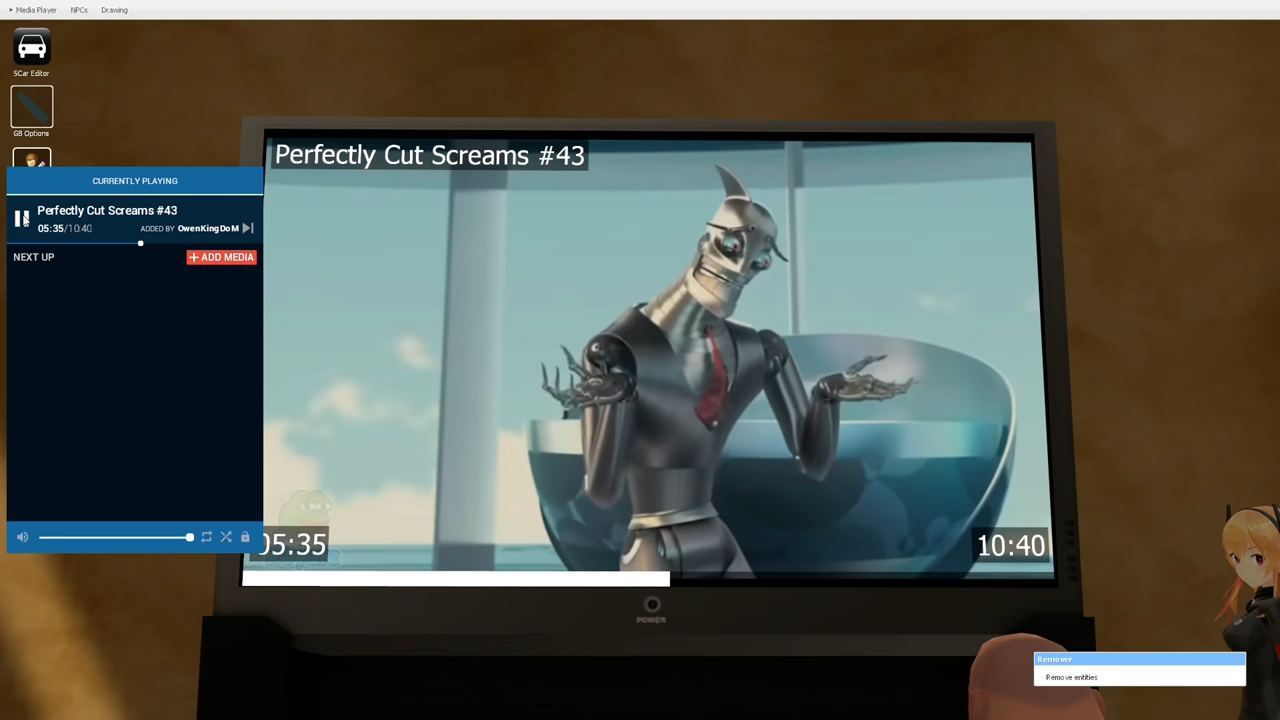 Media Player NPCs Drawing
SCar Editor
GB Options
CURRENTLY PLAYING
Perfectly Cut Screams #43
05:35/10:40 ADDED BY OwenKingDoM
NEXT UP + ADD MEDIA
Perfectly Cut Screams #43
05:35
10:40
POWER
Remover
Remove entities